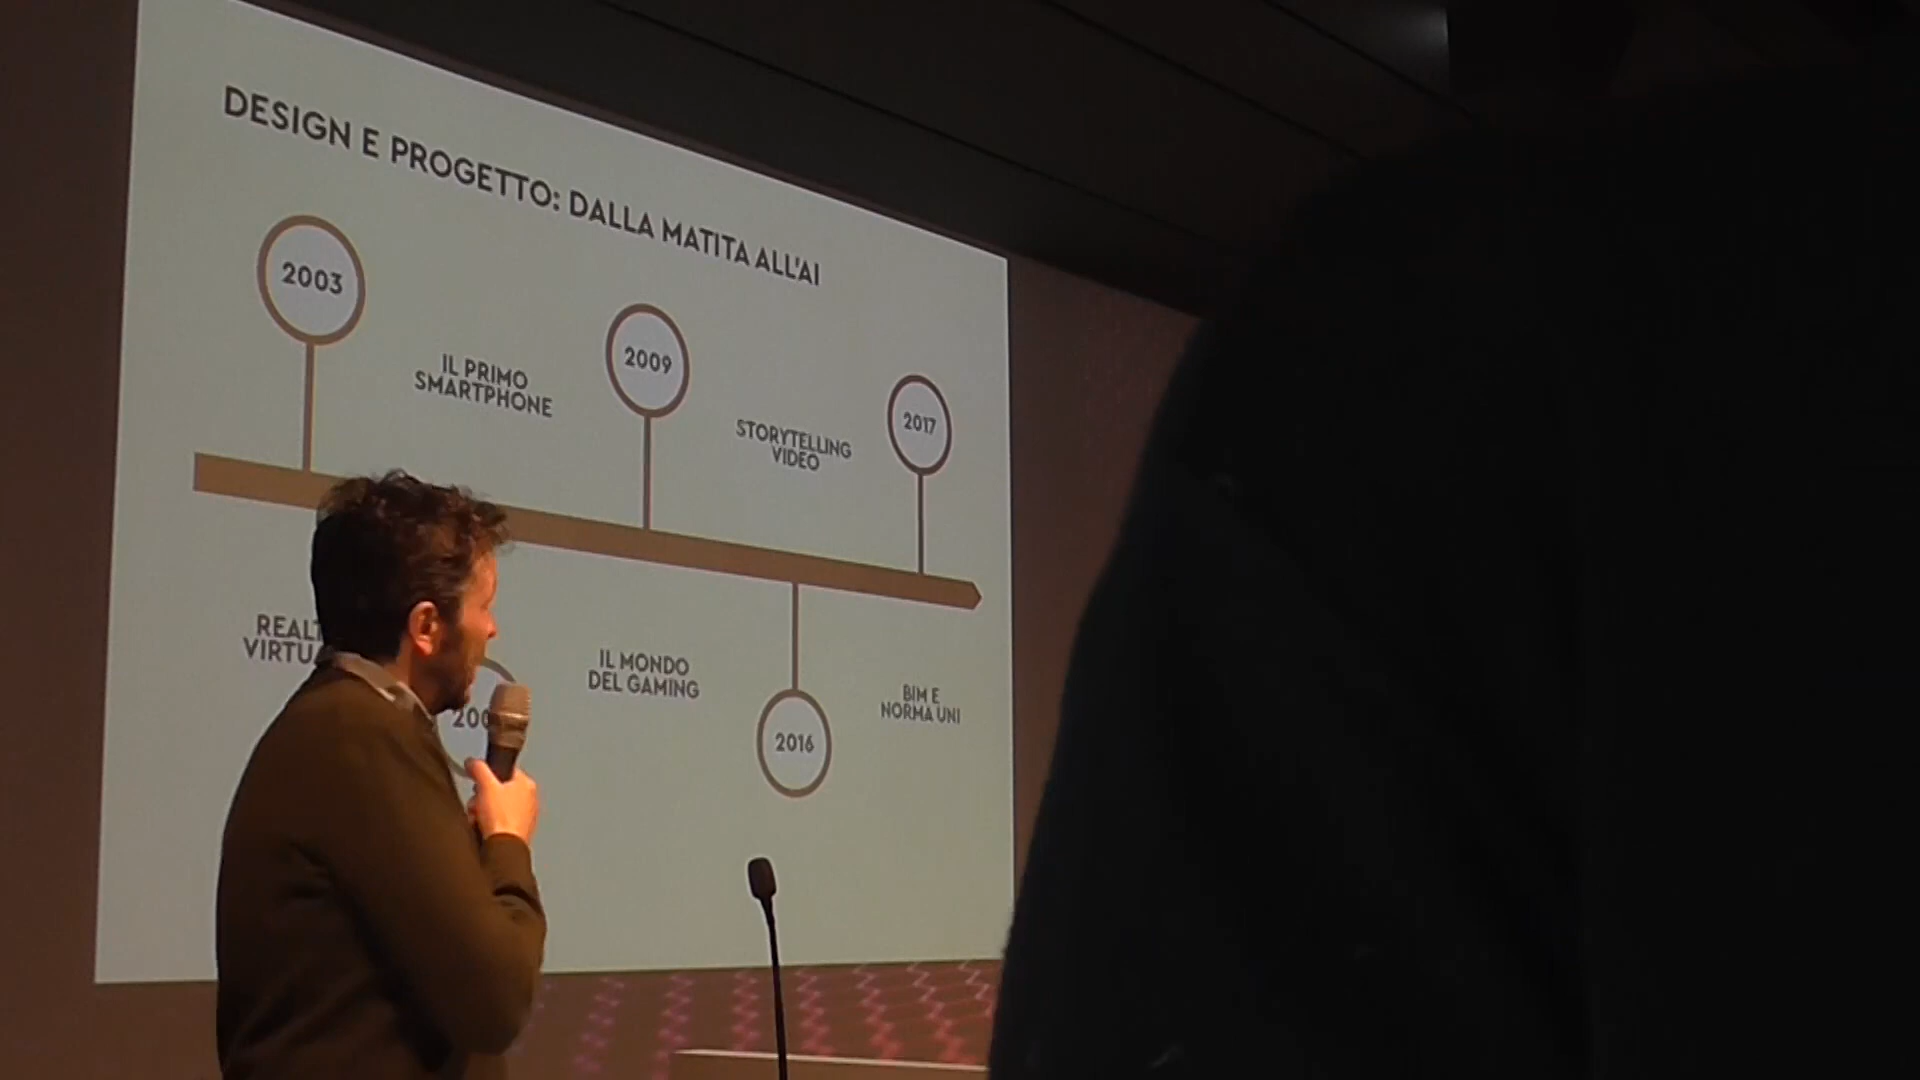 DESIGN E PROGETTO: DALLA MATITA ALL'AI
2003
2009
2017
IL PRIMO
SMARTPHONE
STORYTELLING
VIDEO
IL MONDO
DEL GAMING
2016
BIM E
NORMA UNI